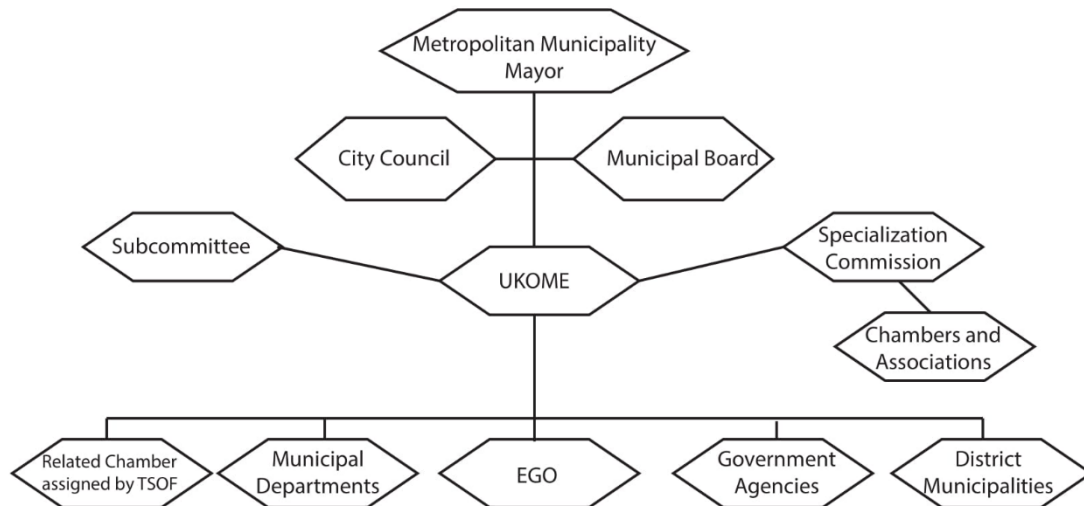 Metropolitan Municipality
Mayor
City Council
Municipal Board
Subcommittee
UKOME
Specialization
Commission
Chambers and
Associations
Related Chamber
assigned by TSOF
Municipal
Departments
EGO
Government
Agencies
District
Municipalities